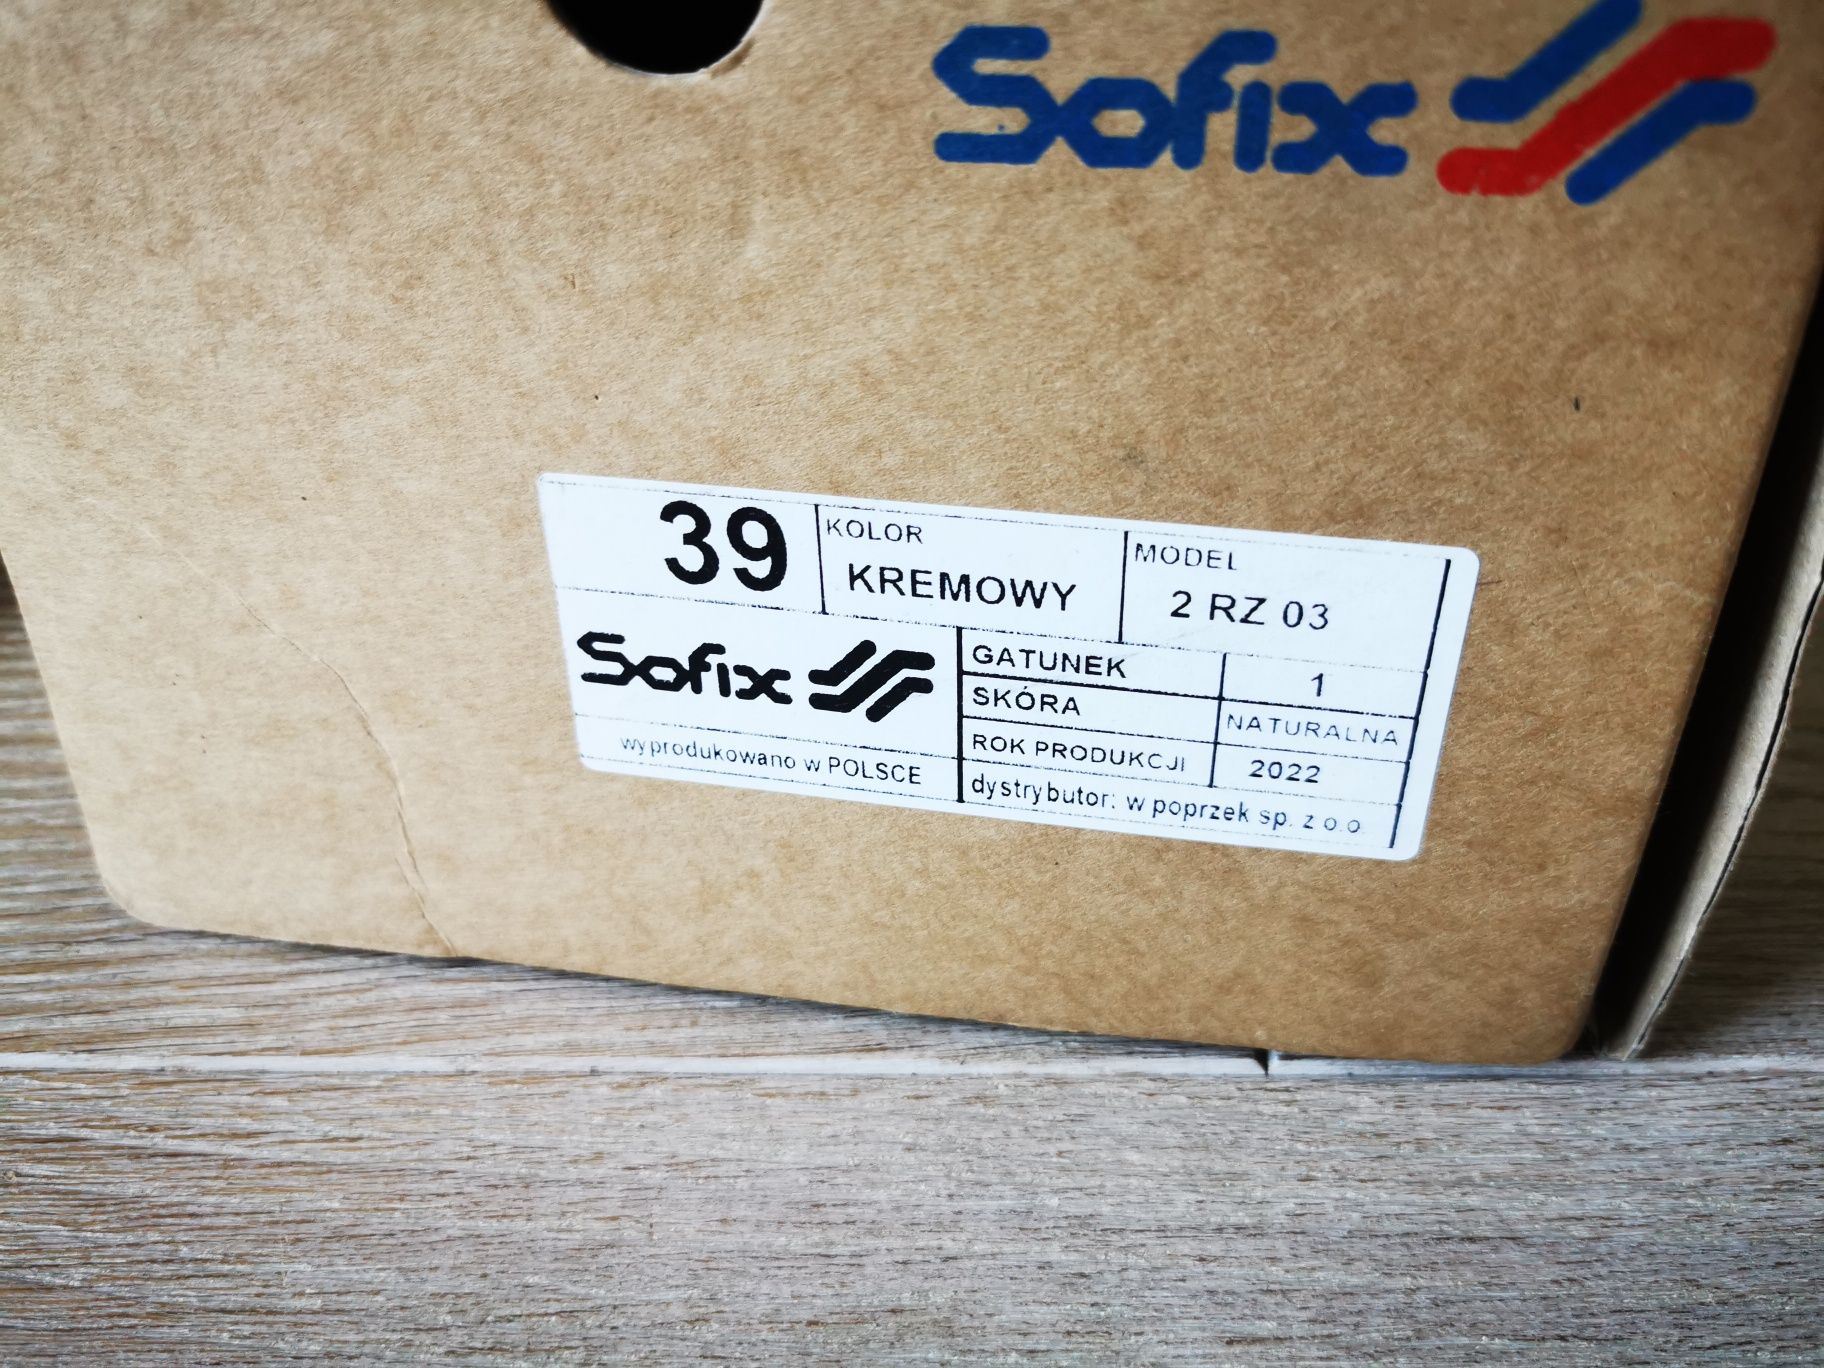 Sofix
39
KOLOR
KREMOWY
MODEL
2 RZ 03
Sofix
wyprodukowano w POLSCE
GATUNEK 1
SKÓRA NATURALNA
ROK PRODUKCJI 2022
dystrybutor: w poprzek sp. z o.o